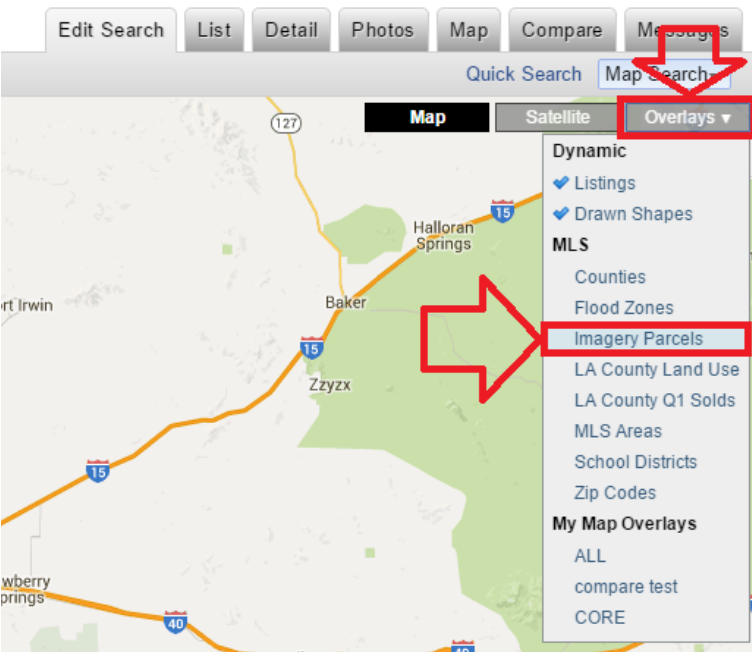 Edit Search List Detail Photos Map Compare Messages
Quick Search Map Search
Map Satellite Overlays ▼
127
Dynamic
Listings
15
Drawn Shapes
Halloran
Springs
MLS
Counties
rt Irwin
Baker
Flood Zones
15
Imagery Parcels
Zzyzx
LA County Land Use
LA County Q1 Solds
MLS Areas
15
School Districts
Zip Codes
My Map Overlays
ALL
wberry
prings
compare test
40
CORE
40